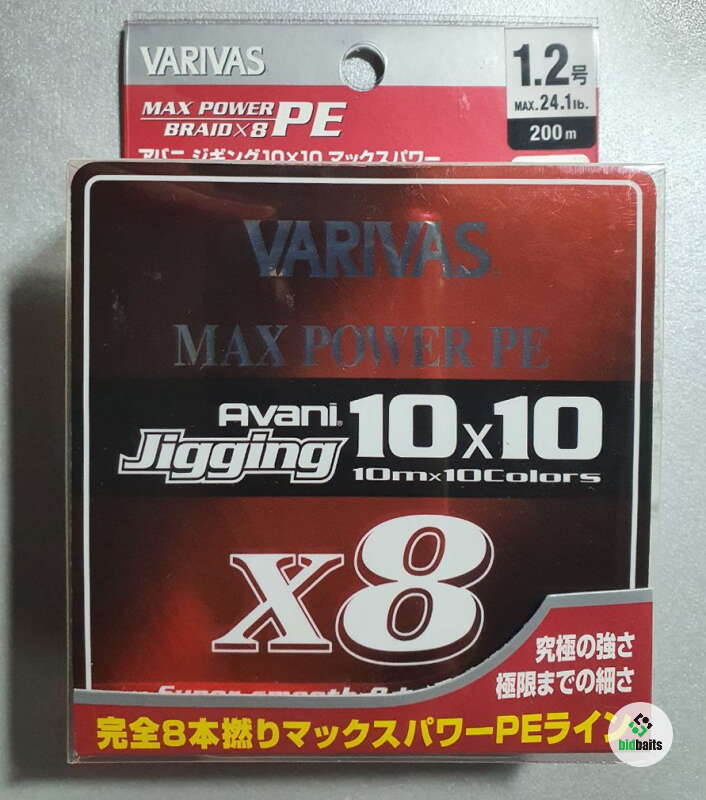 VARIVAS
MAX POWER
BRAID×8 PE
アバニ ジギング10×10 マックスパワー
1.2号
MAX.24.1lb.
200m
VARIVAS
MAX POWER PE
Avani®
Jigging 10x10
10m×10Colors
x8
究極の強さ
極限までの細さ
Super smooth 8
完全8本撚りマックスパワーPEライン
bidbaits